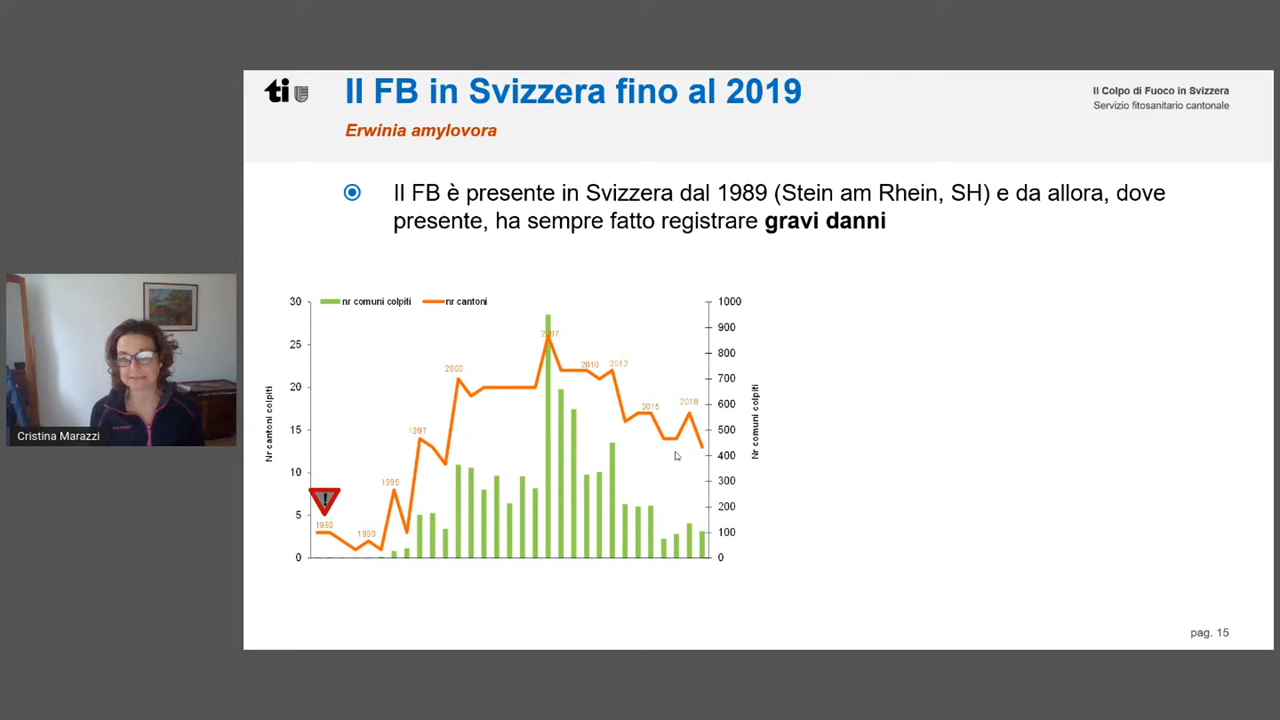 ti
Il FB in Svizzera fino al 2019
Erwinia amylovora
Il Colpo di Fuoco in Svizzera
Servizio fitosanitario cantonale
Il FB è presente in Svizzera dal 1989 (Stein am Rhein, SH) e da allora, dove
presente, ha sempre fatto registrare gravi danni
Cristina Marazzi
nr comuni colpiti
nr cantoni
Nr cantoni colpiti
30
25
20
15
10
5
0
1993
1995
1997
2000
2007
2010
2012
2015
2018
1000
900
800
700
600
500
400
300
200
100
0
Nr comuni colpiti
pag. 15